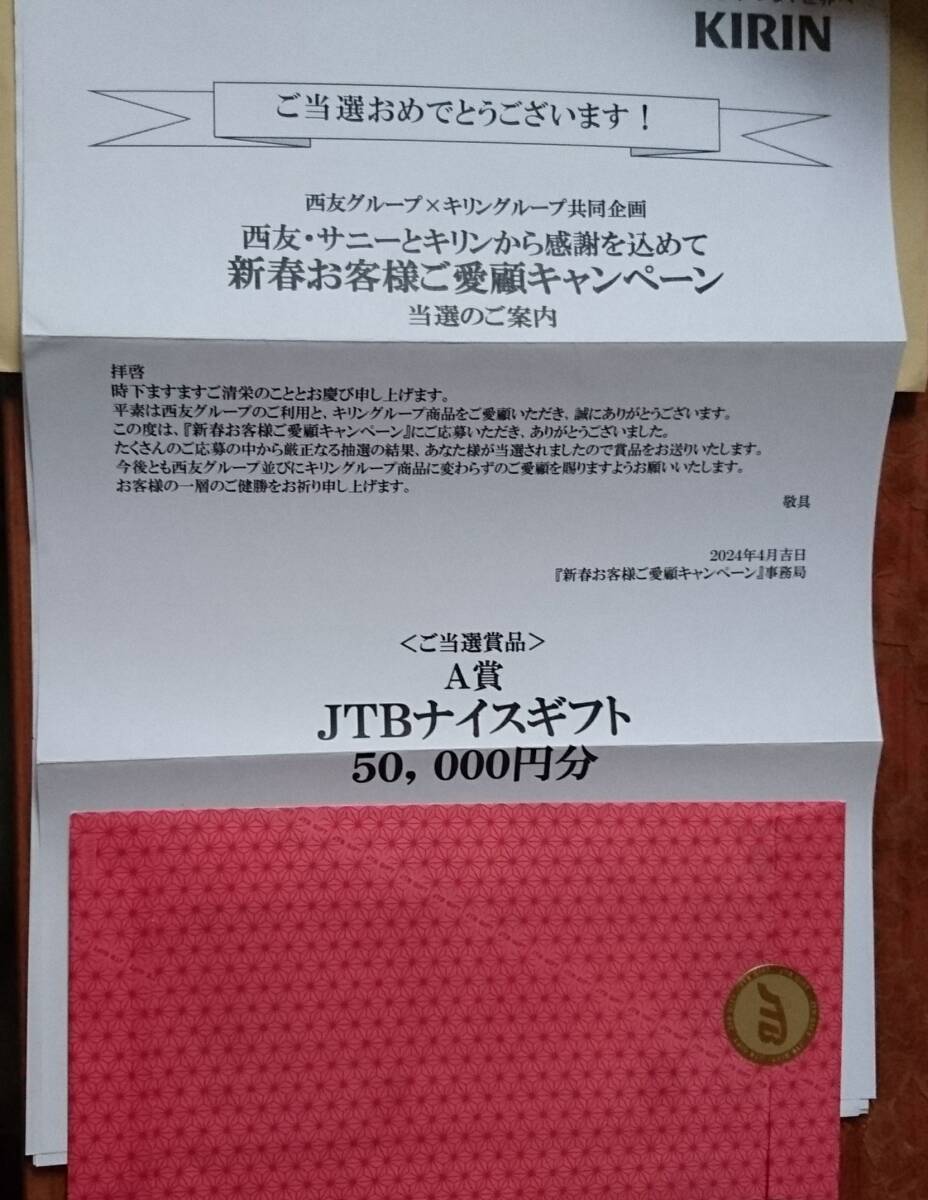 KIRIN
ご当選おめでとうございます！
西友グループ×キリングループ共同企画
西友・サニーとキリンから感謝を込めて
新春お客様ご愛顧キャンペーン
当選のご案内
拝啓
時下ますますご清栄のこととお慶び申し上げます。
平素は西友グループのご利用と、キリングループ商品をご愛顧いただき、誠にありがとうございます。
この度は、『新春お客様ご愛顧キャンペーン』にご応募いただき、ありがとうございました。
たくさんのご応募の中から厳正なる抽選の結果、あなた様が当選されましたので賞品をお送りいたします。
今後とも西友グループ並びにキリングループ商品に変わらずのご愛顧を賜りますようお願いいたします。
お客様の一層のご健勝をお祈り申し上げます。
敬具
2024年4月吉日
『新春お客様ご愛顧キャンペーン』事務局
＜ご当選賞品＞
A賞
JTBナイスギフト
50，000円分